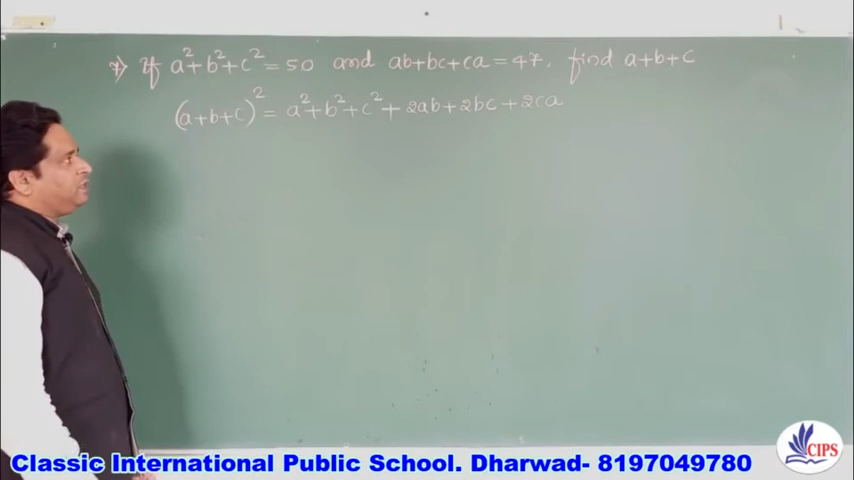 7) If a²+b²+c² = 50 and ab+bc+ca = 47, find a+b+c
(a+b+c)² = a²+b²+c²+2ab+2bc+2ca
Classic International Public School. Dharwad- 8197049780
CIPS